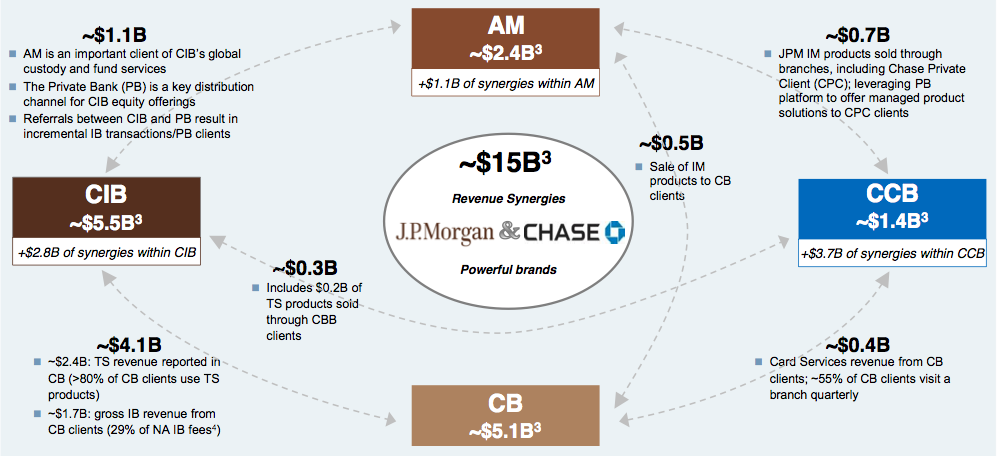 ~$1.1B
AM is an important client of CIB's global
custody and fund services
The Private Bank (PB) is a key distribution
channel for CIB equity offerings
Referrals between CIB and PB result in
incremental IB transactions/PB clients
AM
~$2.4B³
+$1.1B of synergies within AM
~$0.7B
JPM IM products sold through
branches, including Chase Private
Client (CPC); leveraging PB
platform to offer managed product
solutions to CPC clients
~$0.5B
Sale of IM
products to CB
clients
CIB
~$5.5B³
+$2.8B of synergies within CIB
~$15B³
Revenue Synergies
J.P.Morgan & CHASE
Powerful brands
CCB
~$1.4B³
+$3.7B of synergies within CCB
~$0.3B
Includes $0.2B of
TS products sold
through CBB
clients
~$4.1B
~$2.4B: TS revenue reported in
CB (>80% of CB clients use TS
products)
~$1.7B: gross IB revenue from
CB clients (29% of NA IB fees⁴)
CB
~$5.1B³
~$0.4B
Card Services revenue from CB
clients; ~55% of CB clients visit a
branch quarterly